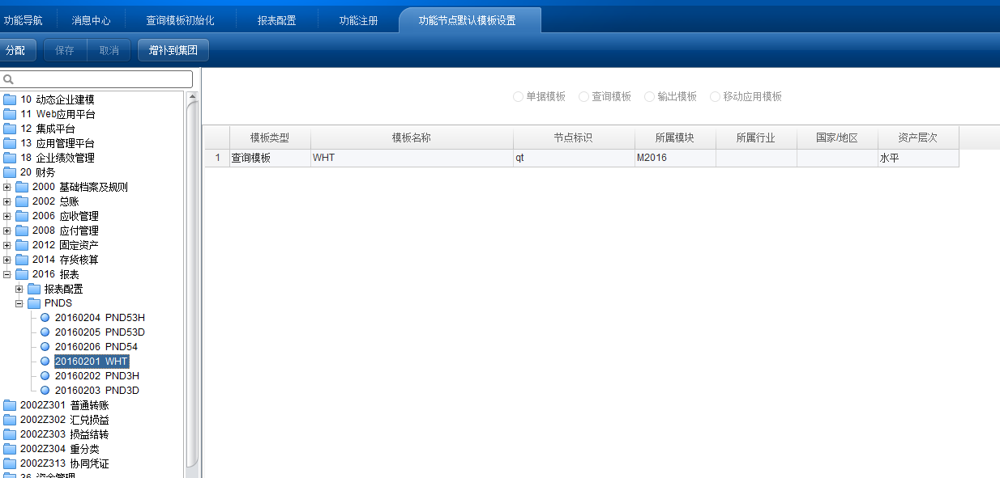 功能导航 消息中心 查询模板初始化 报表配置 功能注册 功能节点默认模板设置
分配 保存 取消 增补到集团
单据模板 查询模板 输出模板 移动应用模板
10 动态企业建模
11 Web应用平台
12 集成平台
13 应用管理平台
18 企业绩效管理
20 财务
2000 基础档案及规则
2002 总账
2006 应收管理
2008 应付管理
2012 固定资产
2014 存货核算
2016 报表
报表配置
PNDS
20160204 PND53H
20160205 PND53D
20160206 PND54
20160201 WHT
20160202 PND3H
20160203 PND3D
2002Z301 普通转账
2002Z302 汇兑损益
2002Z303 损益结转
2002Z304 重分类
2002Z313 协同凭证
36 资金管理
模板类型 模板名称 节点标识 所属模块 所属行业 国家/地区 资产层次
1 查询模板 WHT qt M2016 水平